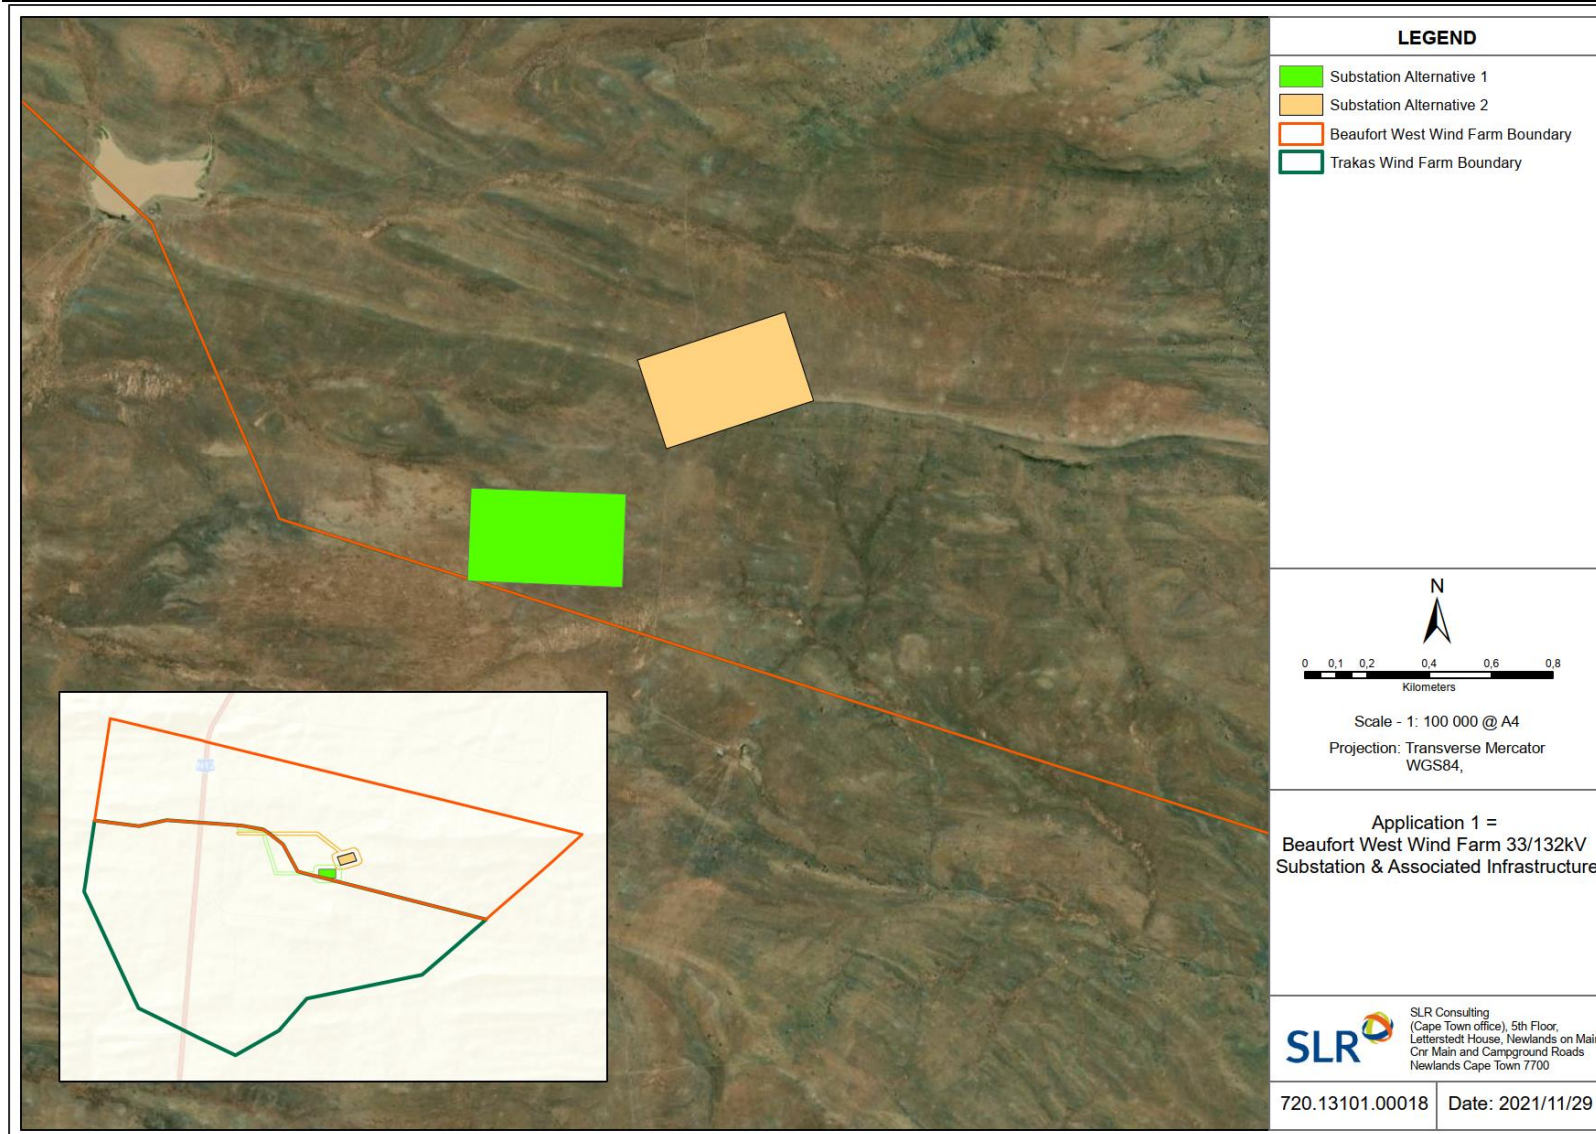 LEGEND
Substation Alternative 1
Substation Alternative 2
Beaufort West Wind Farm Boundary
Trakas Wind Farm Boundary
N
0 0,1 0,2 0,4 0,6 0,8
Kilometers
Scale - 1: 100 000 @ A4
Projection: Transverse Mercator
WGS84,
Application 1 =
Beaufort West Wind Farm 33/132kV
Substation & Associated Infrastructure
SLR
SLR Consulting
(Cape Town office), 5th Floor,
Letterstedt House, Newlands on Main
Cnr Main and Campground Roads
Newlands Cape Town 7700
720.13101.00018
Date: 2021/11/29